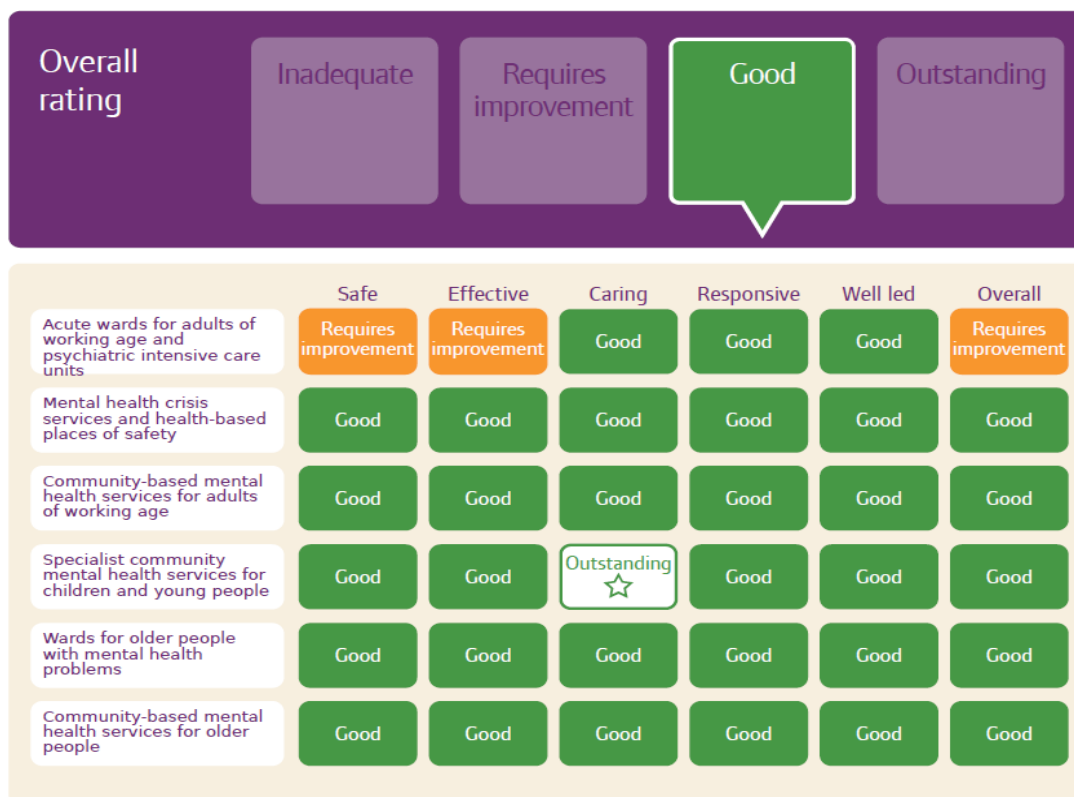 Overall
rating
Inadequate
Requires
improvement
Good
Outstanding
Safe Effective Caring Responsive Well led Overall
Acute wards for adults of
working age and
psychiatric intensive care
units
Requires
improvement
Requires
improvement
Good
Good
Good
Requires
improvement
Mental health crisis
services and health-based
places of safety
Good Good Good Good Good Good
Community-based mental
health services for adults
of working age
Good Good Good Good Good Good
Specialist community
mental health services for
children and young people
Good Good Outstanding Good Good Good
Wards for older people
with mental health
problems
Good Good Good Good Good Good
Community-based mental
health services for older
people
Good Good Good Good Good Good